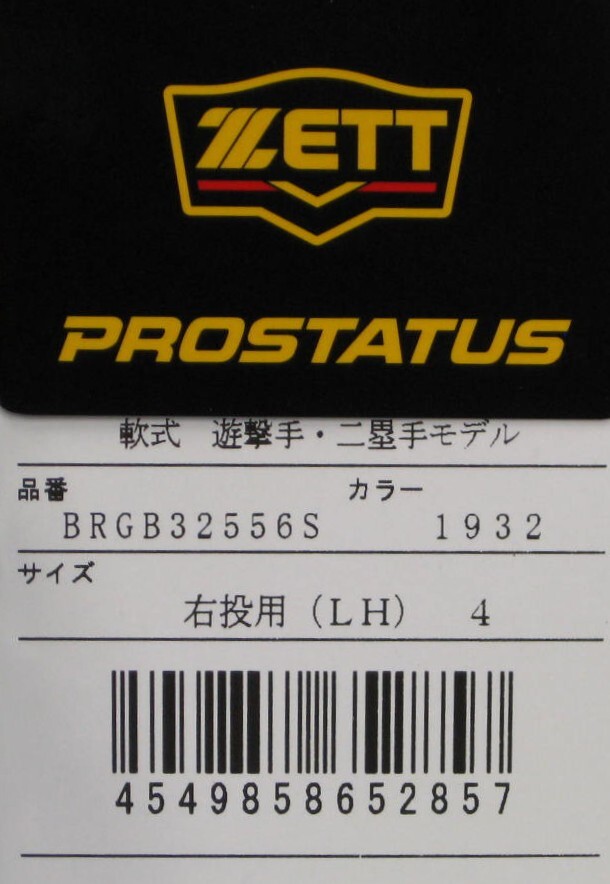 ZETT
PROSTATUS
軟式 遊撃手・二塁手モデル
品番 カラー
BRGB32556S 1932
サイズ
右投用(LH) 4
4549858652857